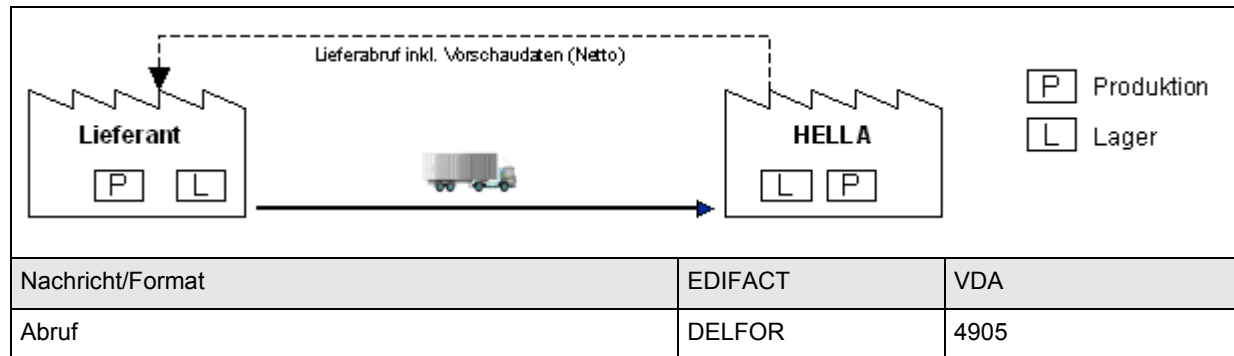 Lieferabruf inkl. Vorschaudaten (Netto)
Lieferant
P L
HELLA
L P
P Produktion
L Lager
Nachricht/Format EDIFACT VDA
Abruf DELFOR 4905